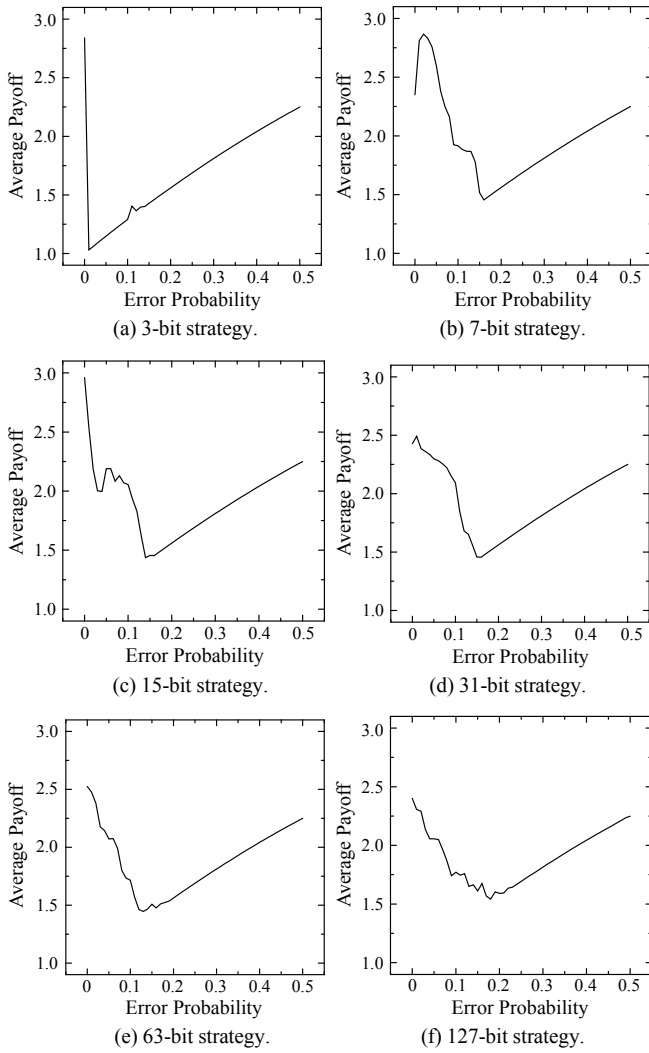 3.0
2.5
2.0
1.5
1.0
Average Payoff
0 0.1 0.2 0.3 0.4 0.5
Error Probability
(a) 3-bit strategy.
3.0
2.5
2.0
1.5
1.0
Average Payoff
0 0.1 0.2 0.3 0.4 0.5
Error Probability
(b) 7-bit strategy.
3.0
2.5
2.0
1.5
1.0
Average Payoff
0 0.1 0.2 0.3 0.4 0.5
Error Probability
(c) 15-bit strategy.
3.0
2.5
2.0
1.5
1.0
Average Payoff
0 0.1 0.2 0.3 0.4 0.5
Error Probability
(d) 31-bit strategy.
3.0
2.5
2.0
1.5
1.0
Average Payoff
0 0.1 0.2 0.3 0.4 0.5
Error Probability
(e) 63-bit strategy.
3.0
2.5
2.0
1.5
1.0
Average Payoff
0 0.1 0.2 0.3 0.4 0.5
Error Probability
(f) 127-bit strategy.